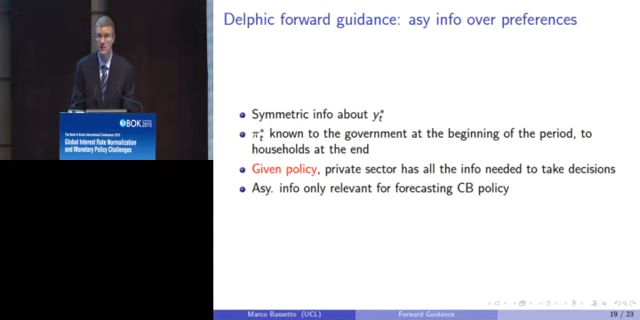 Delphic forward guidance: asy info over preferences
Symmetric info about y*t
π*t known to the government at the beginning of the period, to
households at the end
Given policy, private sector has all the info needed to take decisions
Asy. info only relevant for forecasting CB policy
BOK
The Bank of Korea International Conference 2015
Global Interest Rate Normalization
and Monetary Policy Challenges
Marco Bassetto (UCL)
Forward Guidance
19 / 23